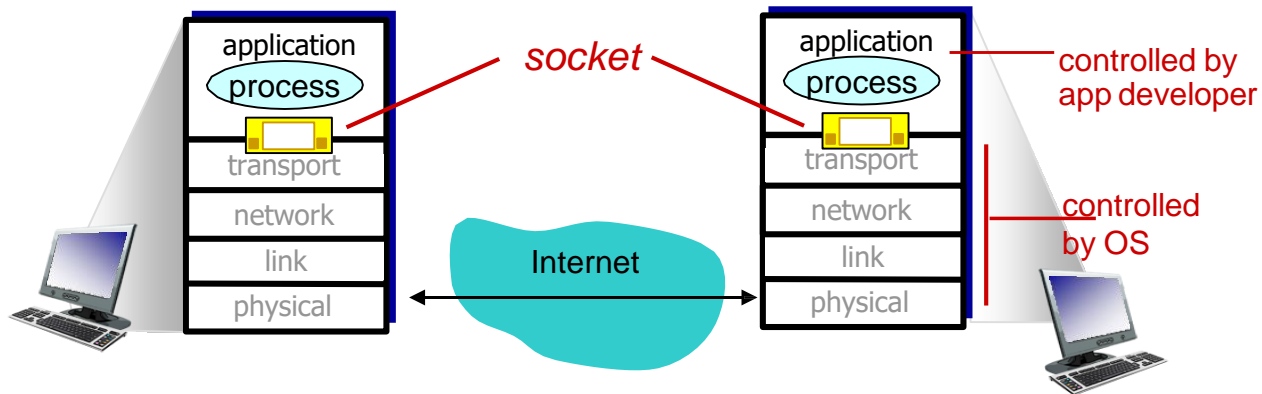 application
process
transport
network
link
physical
socket
Internet
application
process
transport
network
link
physical
controlled by
app developer
controlled
by OS